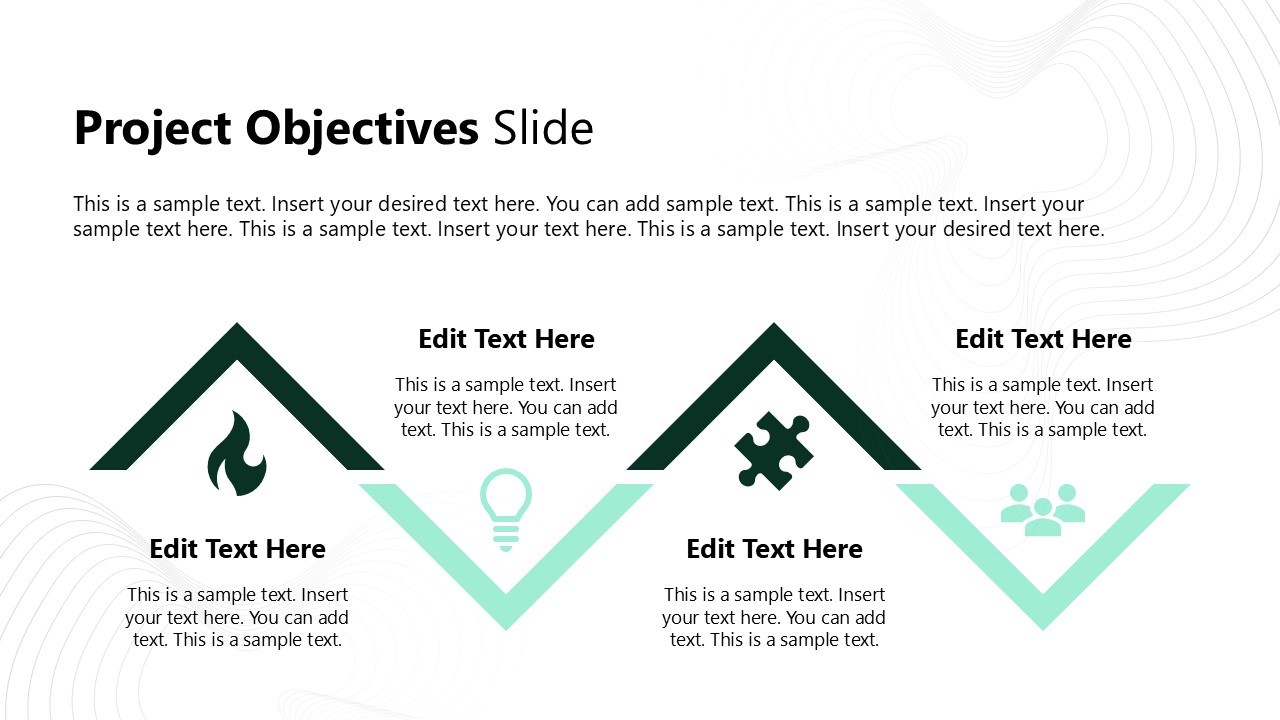 Project Objectives Slide
This is a sample text. Insert your desired text here. You can add sample text. This is a sample text. Insert your
sample text here. This is a sample text. Insert your text here. This is a sample text. Insert your desired text here.
Edit Text Here
This is a sample text. Insert
your text here. You can add
text. This is a sample text.
Edit Text Here
This is a sample text. Insert
your text here. You can add
text. This is a sample text.
Edit Text Here
This is a sample text. Insert
your text here. You can add
text. This is a sample text.
Edit Text Here
This is a sample text. Insert
your text here. You can add
text. This is a sample text.